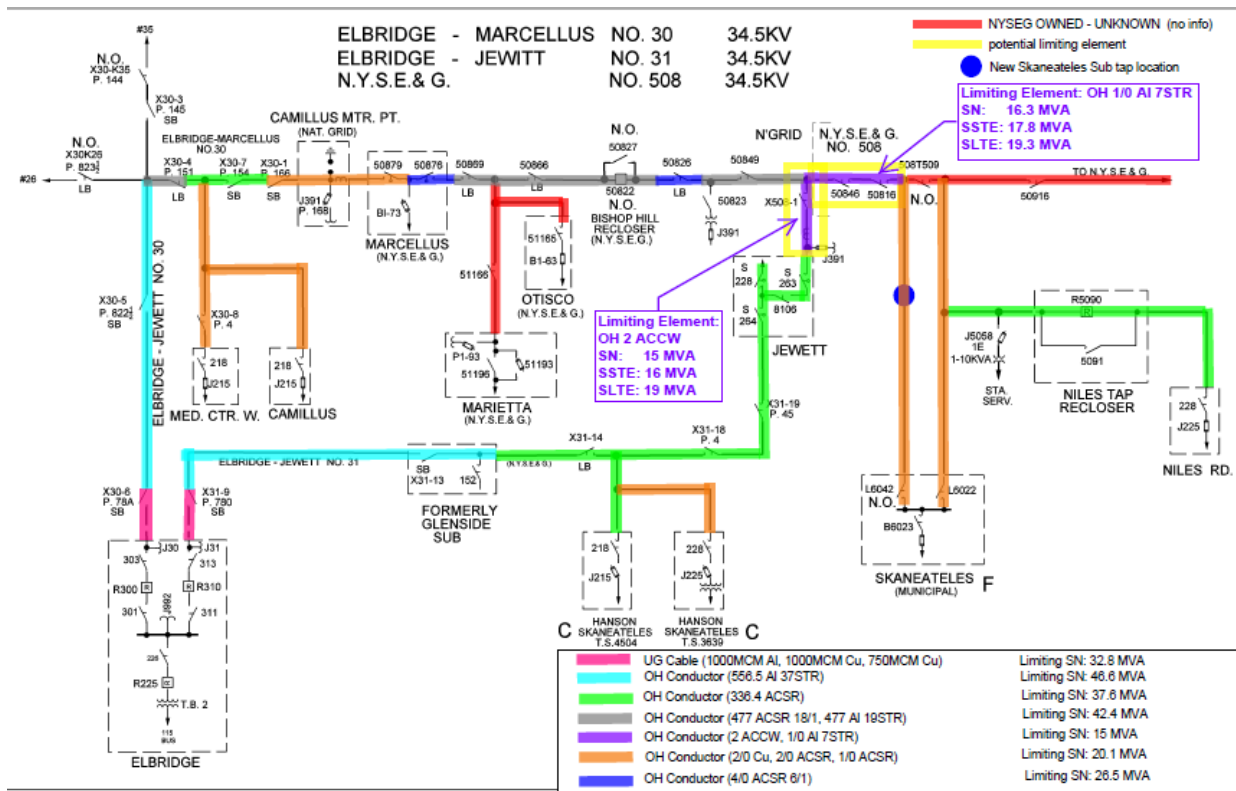 ELBRIDGE - MARCELLUS NO. 30 34.5KV
ELBRIDGE - JEWITT NO. 31 34.5KV
N.Y.S.E.& G. NO. 508 34.5KV
NYSEG OWNED - UNKNOWN (no info)
potential limiting element
New Skaneateles Sub tap location
Limiting Element: OH 1/0 Al 7STR
SN: 16.3 MVA
SSTE: 17.8 MVA
SLTE: 19.3 MVA
#35
N.O.
X30-K35
P. 144
X30-3
P. 145
SB
N.O.
X30K26
P. 823½
LB
#26
X30-4
P. 151
LB
ELBRIDGE-MARCELLUS
NO.30
X30-7
P. 154
SB
X30-1
P. 166
SB
CAMILLUS MTR. PT.
(NAT. GRID)
J391
P. 168
50879
50876
BI-73
MARCELLUS
(N.Y.S.E.& G.)
50869
LB
50866
LB
N.O.
50827
50822
N.O.
BISHOP HILL
RECLOSER
(N.Y.S.E.G.)
50826
LB
50849
50823
J391
N'GRID
N.Y.S.E.& G.
NO. 508
X508-1
50846
50816
508T509
N.O.
TO N.Y.S.E & G.
50916
J391
51165
B1-63
OTISCO
(N.Y.S.E.& G.)
51166
P1-93
51193
51196
MARIETTA
(N.Y.S.E.& G.)
ELBRIDGE - JEWETT NO. 30
X30-5
P. 822½
SB
X30-8
P. 4
218
J215
MED. CTR. W.
218
J215
CAMILLUS
Limiting Element:
OH 2 ACCW
SN: 15 MVA
SSTE: 16 MVA
SLTE: 19 MVA
S
228
S
263
8106
S
264
JEWETT
X31-19
P. 45
X31-18
P. 4
X31-14
LB
(N.Y.S.E.& G.)
ELBRIDGE -JEWETT NO. 31
SB
X31-13
152
FORMERLY
GLENSIDE
SUB
X30-6
P. 78A
SB
X31-9
P. 780
SB
J30
J31
303
313
R300
R310
301
J992
311
226
R225
T.B. 2
115
BUS
ELBRIDGE
218
J215
C
HANSON
SKANEATELES
T.S.4504
228
J225
HANSON
SKANEATELES
T.S.3639
C
L6042
N.O.
L6022
B6023
SKANEATELES
(MUNICIPAL)
F
J5058
1E
1-10KVA
STA.
SERV.
R5090
5091
NILES TAP
RECLOSER
228
J225
NILES RD.
UG Cable (1000MCM Al, 1000MCM Cu, 750MCM Cu) Limiting SN: 32.8 MVA
OH Conductor (556.5 Al 37STR) Limiting SN: 46.6 MVA
OH Conductor (336.4 ACSR) Limiting SN: 37.6 MVA
OH Conductor (477 ACSR 18/1, 477 Al 19STR) Limiting SN: 42.4 MVA
OH Conductor (2 ACCW, 1/0 Al 7STR) Limiting SN: 15 MVA
OH Conductor (2/0 Cu, 2/0 ACSR, 1/0 ACSR) Limiting SN: 20.1 MVA
OH Conductor (4/0 ACSR 6/1) Limiting SN: 26.5 MVA